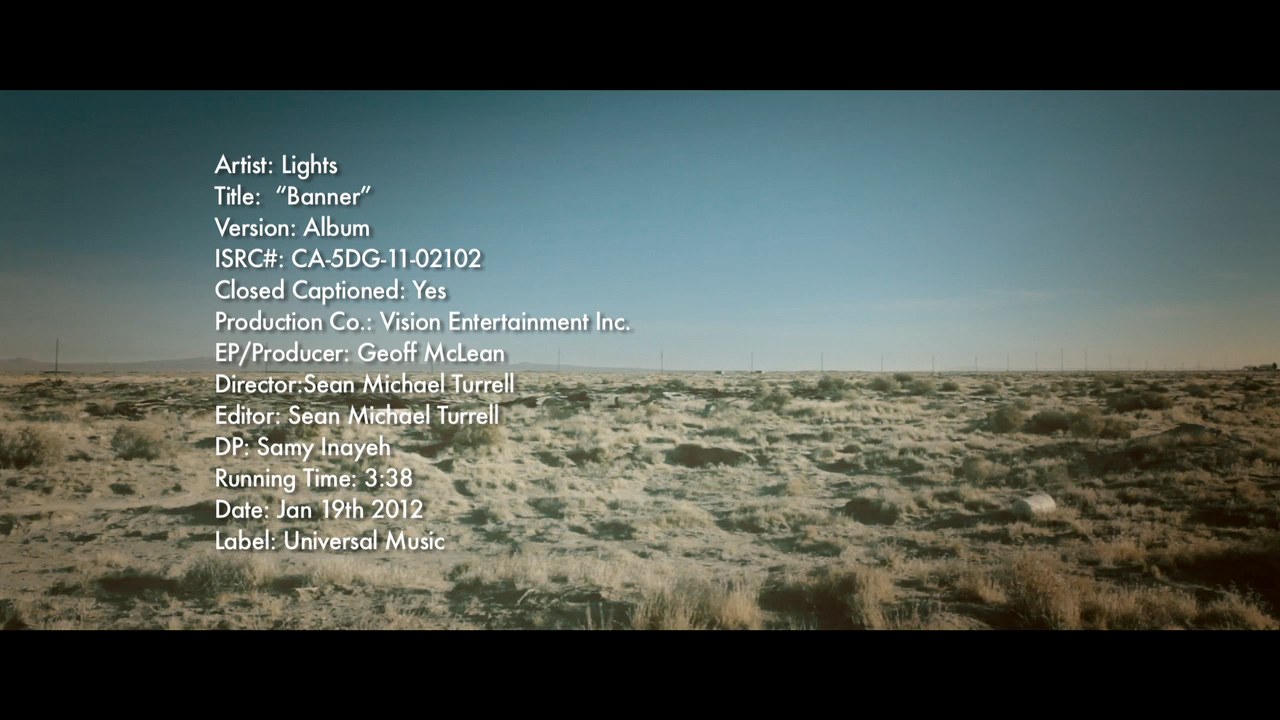 Artist: Lights
Title:  “Banner”
Version: Album
ISRC#: CA-5DG-11-02102
Closed Captioned: Yes
Production Co.: Vision Entertainment Inc.
EP/Producer: Geoff McLean
Director:Sean Michael Turrell
Editor: Sean Michael Turrell
DP: Samy Inayeh
Running Time: 3:38
Date: Jan 19th 2012
Label: Universal Music